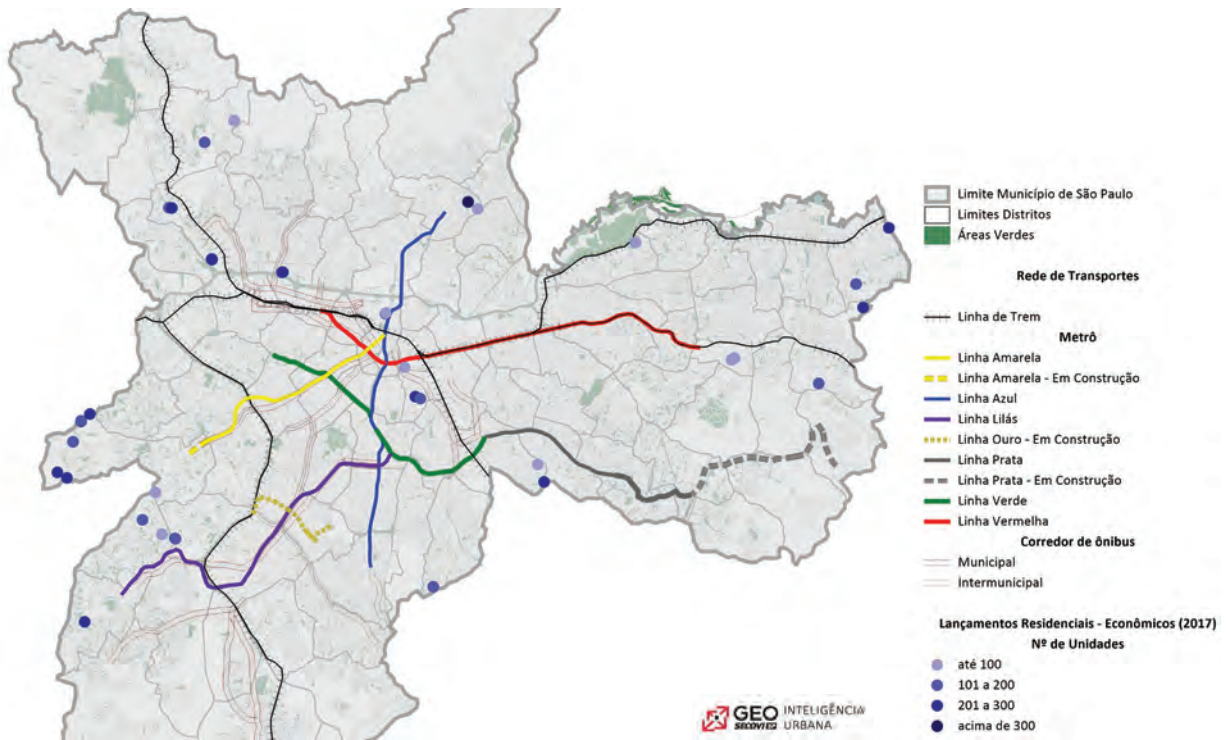 Limite Município de São Paulo
Limites Distritos
Áreas Verdes
Rede de Transportes
Linha de Trem
Metrô
Linha Amarela
Linha Amarela - Em Construção
Linha Azul
Linha Lilás
Linha Ouro - Em Construção
Linha Prata
Linha Prata - Em Construção
Linha Verde
Linha Vermelha
Corredor de ônibus
Municipal
Intermunicipal
Lançamentos Residenciais - Econômicos (2017)
Nº de Unidades
até 100
101 a 200
201 a 300
acima de 300
GEO INTELIGÊNCIA
SECOVI SP URBANA